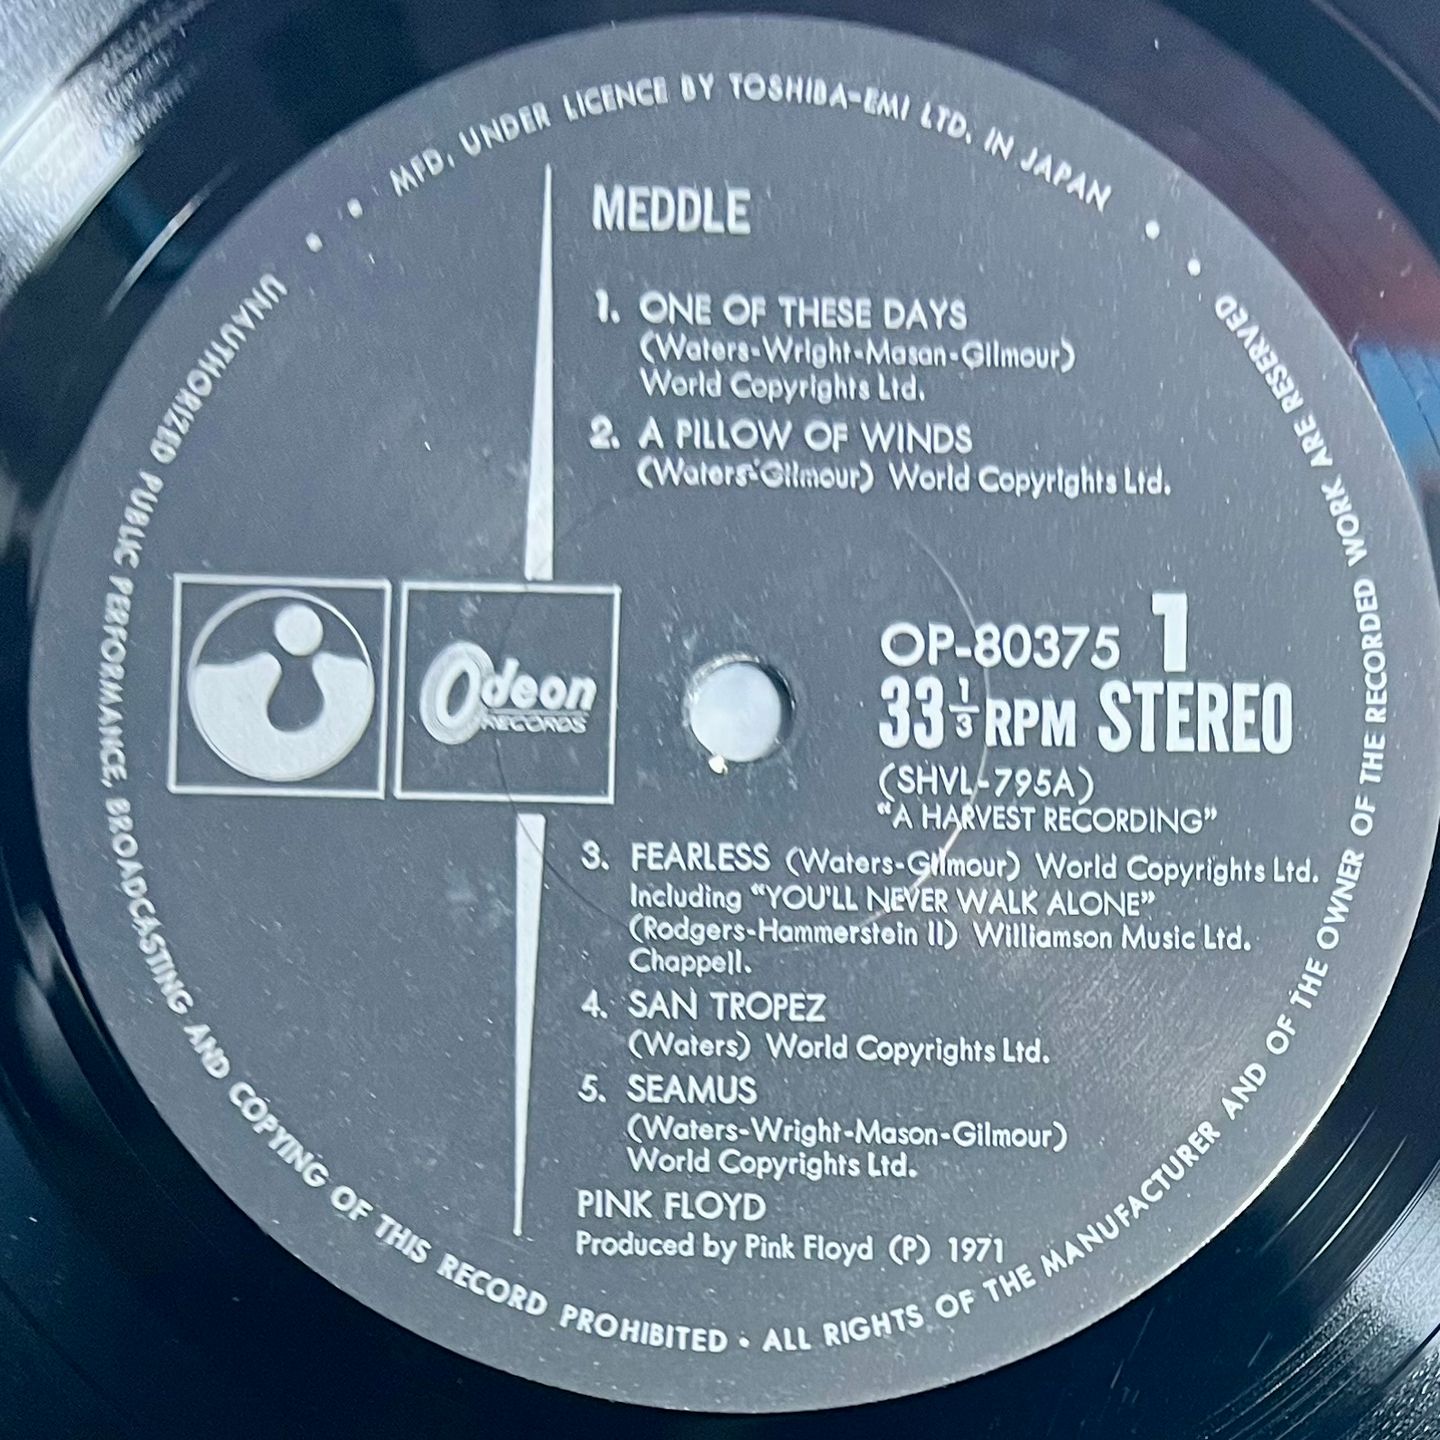 MFD. UNDER LICENCE BY TOSHIBA-EMI LTD. IN JAPAN
MEDDLE
1. ONE OF THESE DAYS
(Waters-Wright-Masan-Gilmour)
World Copyrights Ltd.
2. A PILLOW OF WINDS
(Waters-Gilmour) World Copyrights Ltd.
Odeon
RECORDS
OP-80375 1
33⅓ RPM STEREO
(SHVL-795A)
"A HARVEST RECORDING"
3. FEARLESS (Waters-Gilmour) World Copyrights Ltd.
Including "YOU'LL NEVER WALK ALONE"
(Rodgers-Hammerstein II) Williamson Music Ltd.
Chappell.
4. SAN TROPEZ
(Waters) World Copyrights Ltd.
5. SEAMUS
(Waters-Wright-Mason-Gilmour)
World Copyrights Ltd.
PINK FLOYD
Produced by Pink Floyd (P) 1971
UNAUTHORIZED PUBLIC PERFORMANCE, BROADCASTING AND COPYING OF THIS RECORD PROHIBITED • ALL RIGHTS OF THE MANUFACTURER AND OF THE OWNER OF THE RECORDED WORK ARE RESERVED